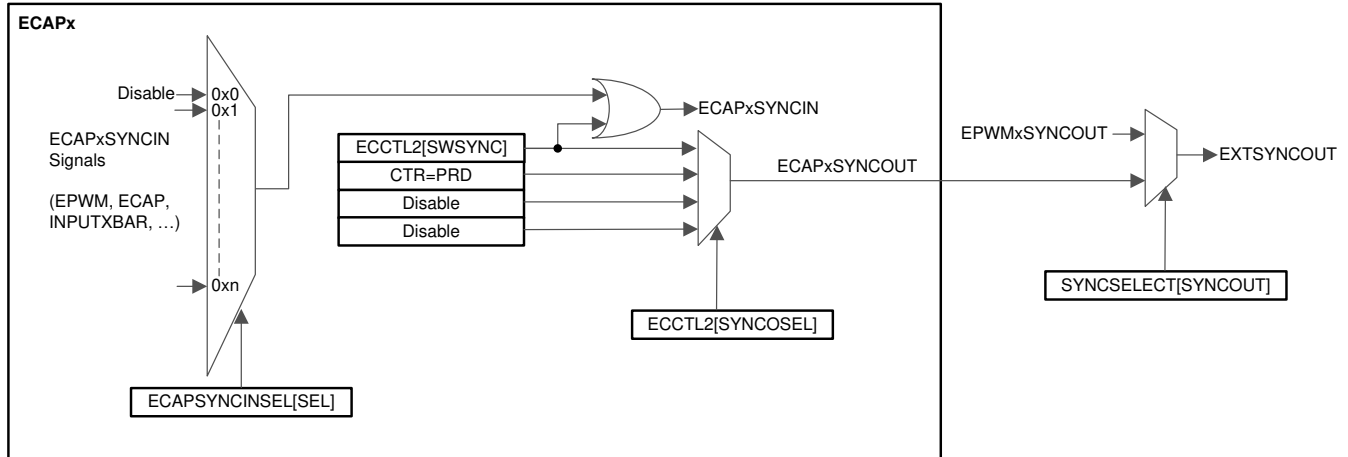 ECAPx
Disable
0x0
0x1
ECAPxSYNCIN
Signals
(EPWM, ECAP,
INPUTXBAR, …)
0xn
ECAPSYNCINSEL[SEL]
ECAPxSYNCIN
ECCTL2[SWSYNC]
CTR=PRD
Disable
Disable
ECAPxSYNCOUT
ECCTL2[SYNCOSEL]
EPWMxSYNCOUT
EXTSYNCOUT
SYNCSELECT[SYNCOUT]